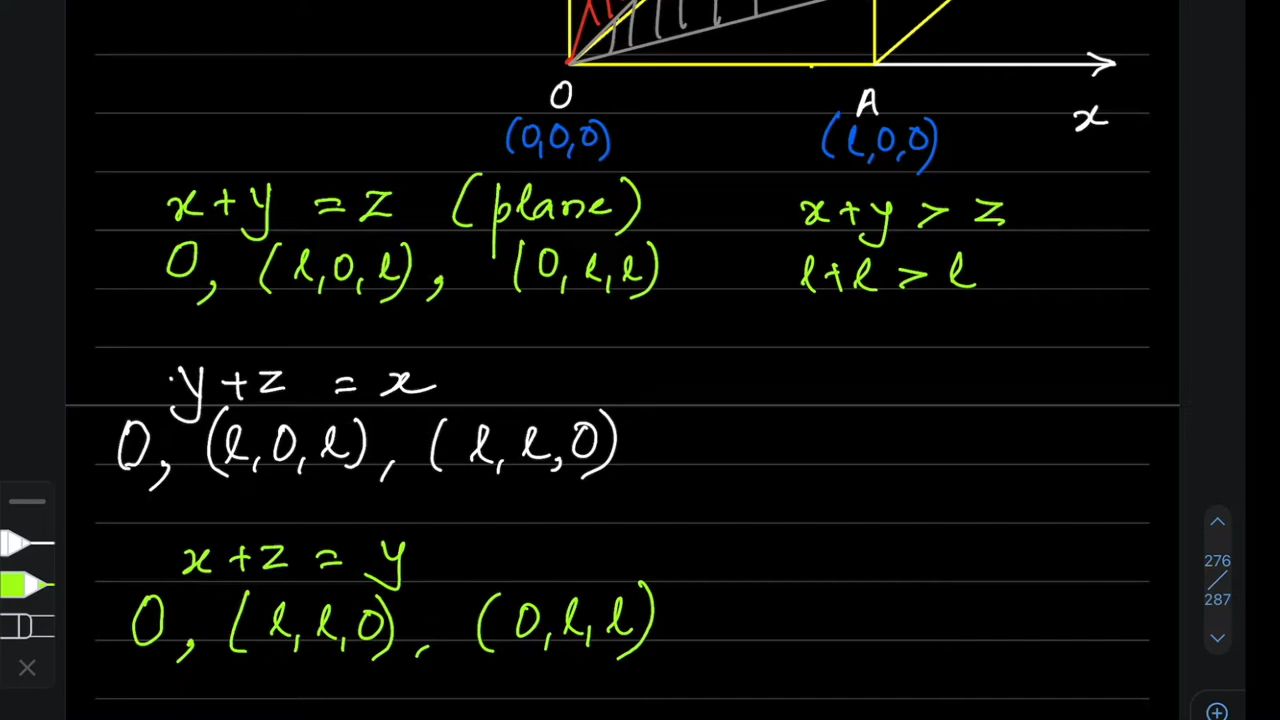 O A
x
(0,0,0) (l,0,0)
x+y = z (plane) x+y > z
O, (l,0,l), (0,l,l) l+l > l
y+z = x
O, (l,0,l), (l,l,0)
x+z = y
O, (l,l,0), (0,l,l)
276
287